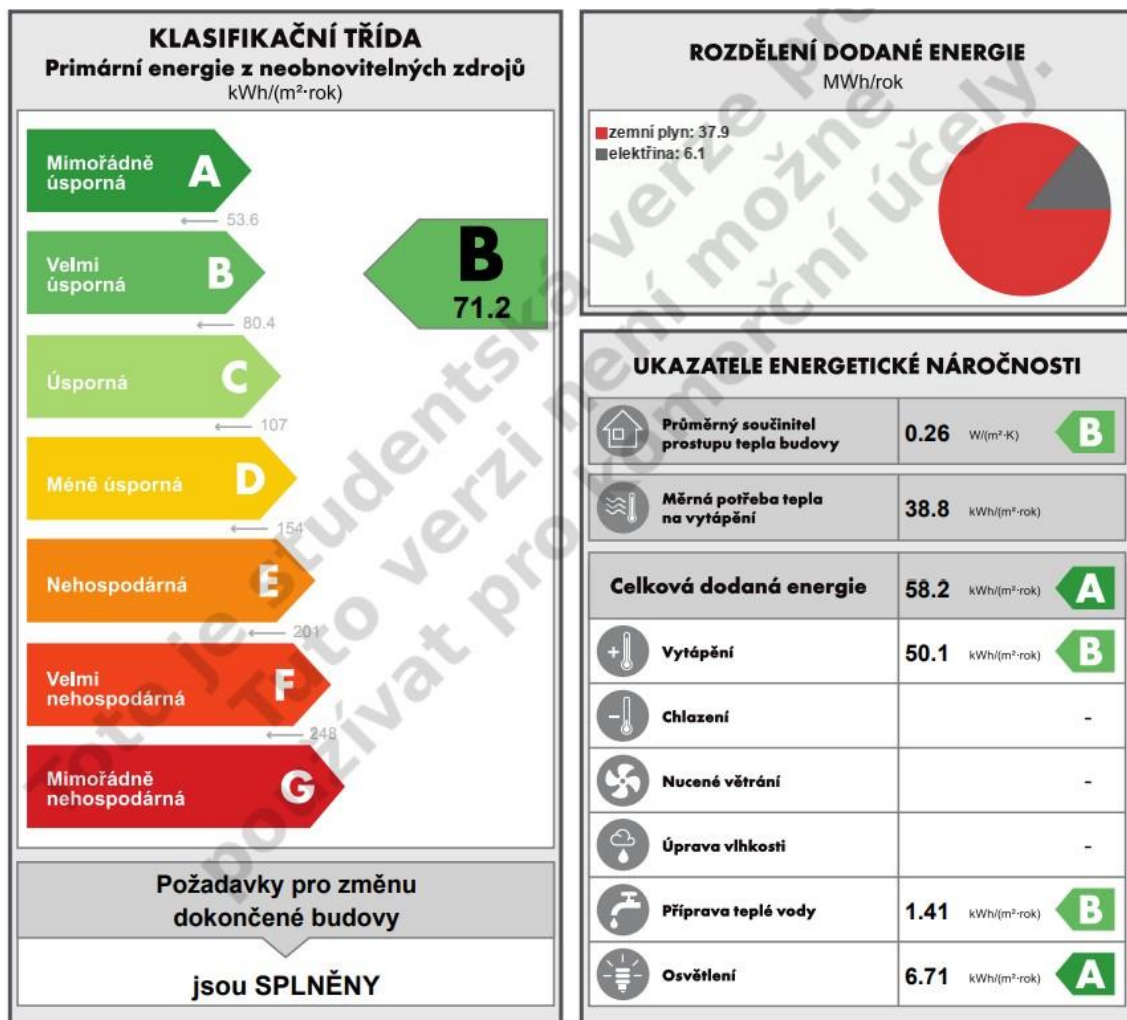 KLASIFIKAČNÍ TŘÍDA
Primární energie z neobnovitelných zdrojů
kWh/(m²·rok)
Mimořádně
úsporná
A
53.6
Velmi
úsporná
B
80.4
Úsporná
C
107
Méně úsporná
D
154
Nehospodárná
E
201
Velmi
nehospodárná
F
248
Mimořádně
nehospodárná
G
B
71.2
Požadavky pro změnu
dokončené budovy
jsou SPLNĚNY
ROZDĚLENÍ DODANÉ ENERGIE
MWh/rok
zemní plyn: 37.9
elektřina: 6.1
UKAZATELE ENERGETICKÉ NÁROČNOSTI
Průměrný součinitel
prostupu tepla budovy
0.26 W/(m²·K) B
Měrná potřeba tepla
na vytápění
38.8 kWh/(m²·rok)
Celková dodaná energie 58.2 kWh/(m²·rok) A
Vytápění 50.1 kWh/(m²·rok) B
Chlazení -
Nucené větrání -
Úprava vlhkosti -
Příprava teplé vody 1.41 kWh/(m²·rok) B
Osvětlení 6.71 kWh/(m²·rok) A
Toto je studentská verze
Tuto verzi není možné
používat pro komerční účely.